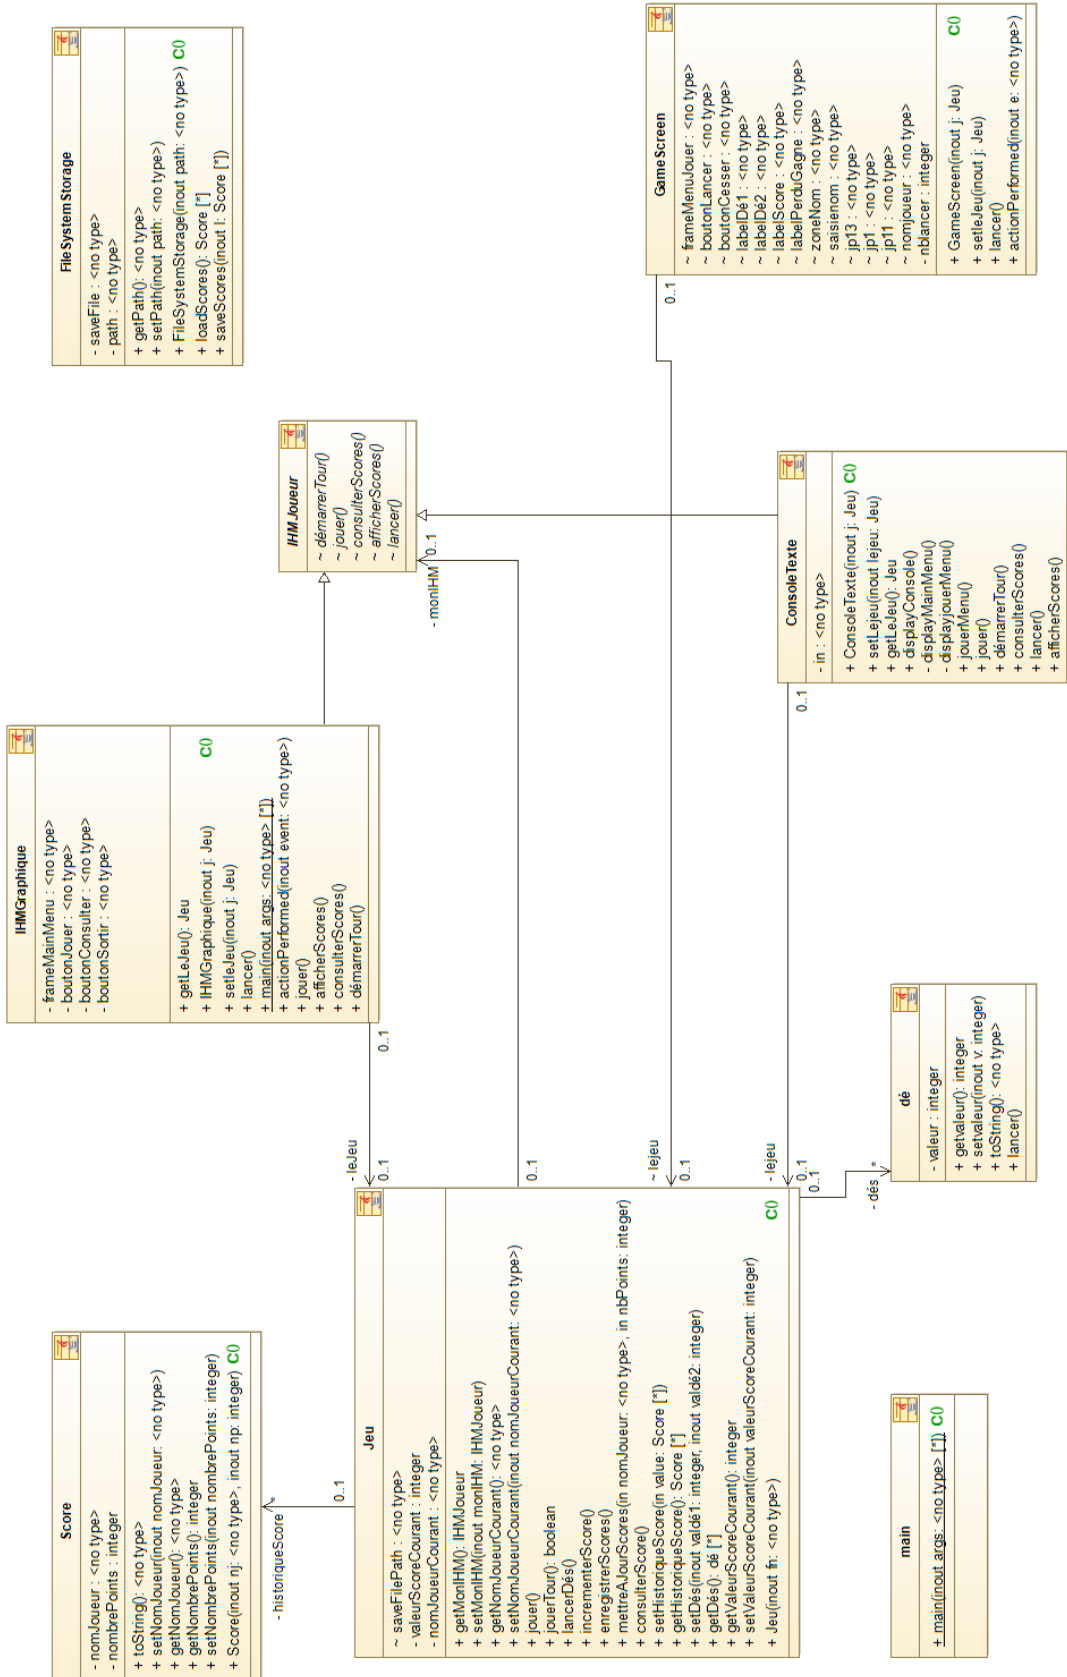 FileSystemStorage
- saveFile : <no type>
- path : <no type>
+ getPath(): <no type>
+ setPath(inout path: <no type>)
+ FileSystemStorage(inout path: <no type>) C()
+ loadScores(): Score [*]
+ saveScores(inout l: Score [*])
GameScreen
~ frameMenuJouer : <no type>
~ boutonLancer : <no type>
~ boutonCesser : <no type>
~ labelDé1 : <no type>
~ labelDé2 : <no type>
~ labelScore : <no type>
~ labelPerduGagne : <no type>
~ zoneNom : <no type>
~ saisienom : <no type>
~ jp13 : <no type>
~ jp1 : <no type>
~ jp11 : <no type>
~ nomjoueur : <no type>
- nblancer : integer
+ GameScreen(inout j: Jeu) C()
+ setleJeu(inout j: Jeu)
+ lancer()
+ actionPerformed(inout e: <no type>)
0..1
IHMJoueur
~ démarrerTour()
~ jouer()
~ consulterScores()
~ afficherScores()
~ lancer()
- monIHM 0..1
ConsoleTexte
- in : <no type>
+ ConsoleTexte(inout j: Jeu) C()
+ setLejeu(inout lejeu: Jeu)
+ getLeJeu(): Jeu
+ displayConsole()
- displayMainMenu()
- displayjouerMenu()
+ jouerMenu()
+ jouer()
+ démarrerTour()
+ consulterScores()
+ lancer()
+ afficherScores()
0..1
IHMGraphique
- frameMainMenu : <no type>
- boutonJouer : <no type>
- boutonConsulter : <no type>
- boutonSortir : <no type>
+ getLeJeu(): Jeu
+ IHMGraphique(inout j: Jeu) C()
+ setleJeu(inout j: Jeu)
+ lancer()
+ main(inout args: <no type> [*])
+ actionPerformed(inout event: <no type>)
+ jouer()
+ afficherScores()
+ consulterScores()
+ démarrerTour()
0..1
- leJeu
0..1
0..1
~ lejeu
0..1
- lejeu
0..1
0..1
- dés
*
dé
- valeur : integer
+ getvaleur(): integer
+ setvaleur(inout v: integer)
+ toString(): <no type>
+ lancer()
Score
- nomJoueur : <no type>
- nombrePoints : integer
+ toString(): <no type>
+ setNomJoueur(inout nomJoueur: <no type>)
+ getNomJoueur(): <no type>
+ getNombrePoints(): integer
+ setNombrePoints(inout nombrePoints: integer)
+ Score(inout nj: <no type>, inout np: integer) C()
- historiqueScore *
0..1
Jeu
~ saveFilePath : <no type>
- valeurScoreCourant : integer
- nomJoueurCourant : <no type>
+ getMonIHM(): IHMJoueur
+ setMonIHM(inout monIHM: IHMJoueur)
+ getNomJoueurCourant(): <no type>
+ setNomJoueurCourant(inout nomJoueurCourant: <no type>)
+ jouer()
+ jouerTour(): boolean
+ lancerDés()
+ incrementerScore()
+ enregistrerScores()
+ mettreAJourScores(in nomJoueur: <no type>, in nbPoints: integer)
+ consulterScore()
+ setHistoriqueScore(in value: Score [*])
+ getHistoriqueScore(): Score [*]
+ setDés(inout valdé1: integer, inout valdé2: integer)
+ getDés(): dé [*]
+ getValeurScoreCourant(): integer
+ setValeurScoreCourant(inout valeurScoreCourant: integer)
+ Jeu(inout fn: <no type>) C()
main
+ main(inout args: <no type> [*]) C()